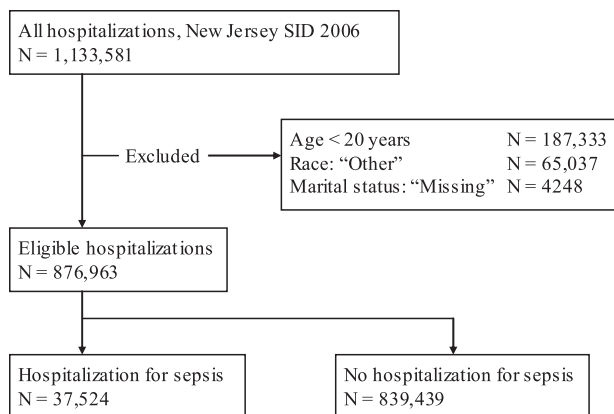 All hospitalizations, New Jersey SID 2006
N = 1,133,581
Excluded
Age < 20 years N = 187,333
Race: “Other” N = 65,037
Marital status: “Missing” N = 4248
Eligible hospitalizations
N = 876,963
Hospitalization for sepsis
N = 37,524
No hospitalization for sepsis
N = 839,439